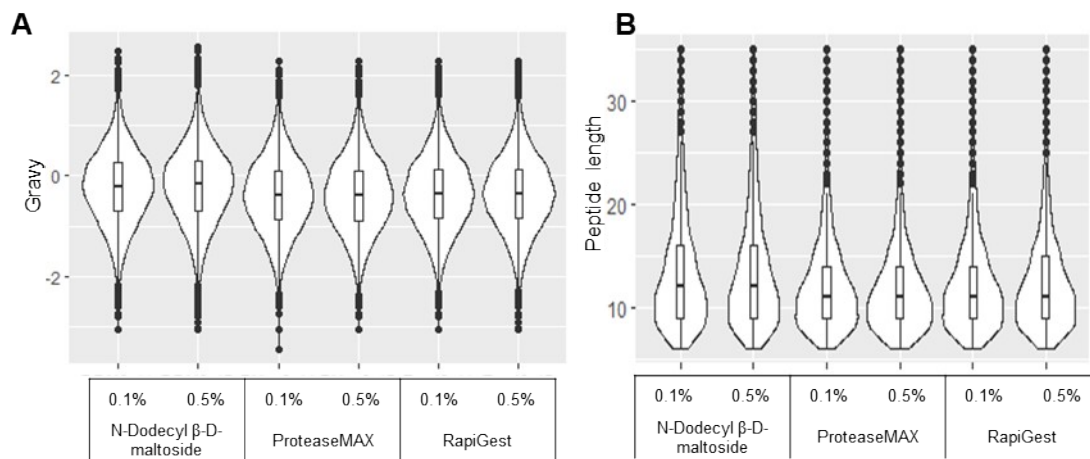 A
B
Gravy
2
0
-2
0.1%
0.5%
0.1%
0.5%
0.1%
0.5%
N-Dodecyl β-D-
maltoside
ProteaseMAX
RapiGest
Peptide length
30
20
10
0.1%
0.5%
0.1%
0.5%
0.1%
0.5%
N-Dodecyl β-D-
maltoside
ProteaseMAX
RapiGest